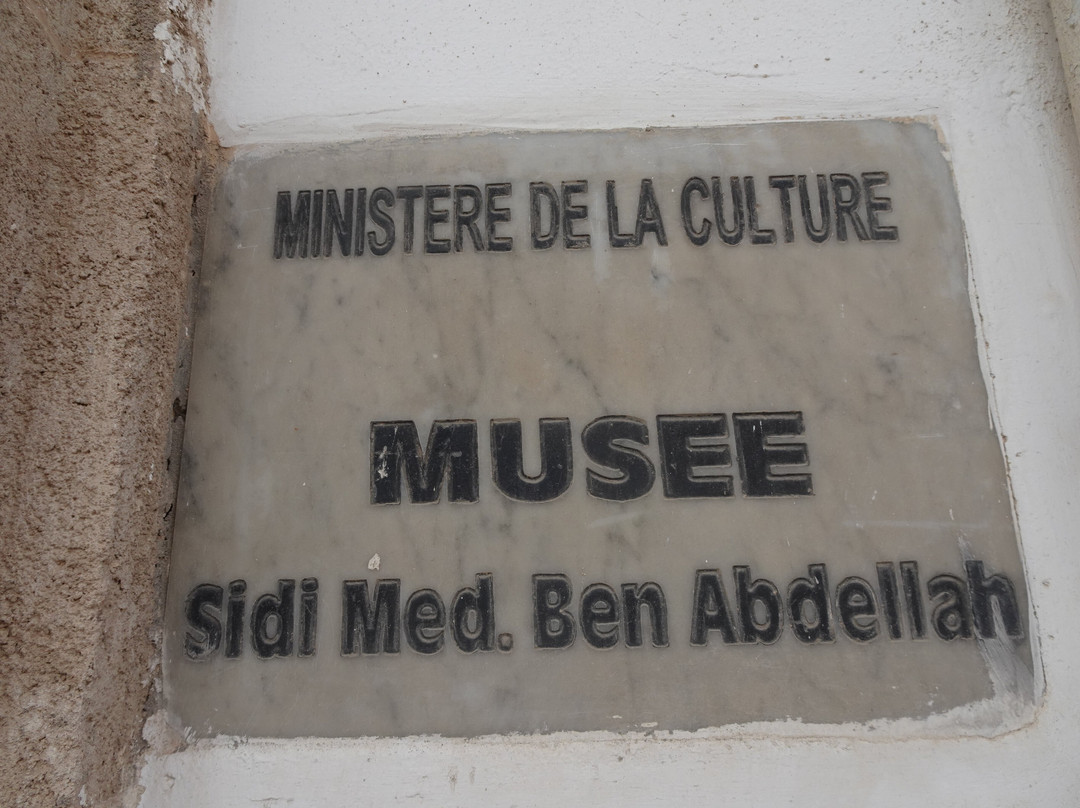 MINISTERE DE LA CULTURE
MUSEE
Sidi Med. Ben Abdellah